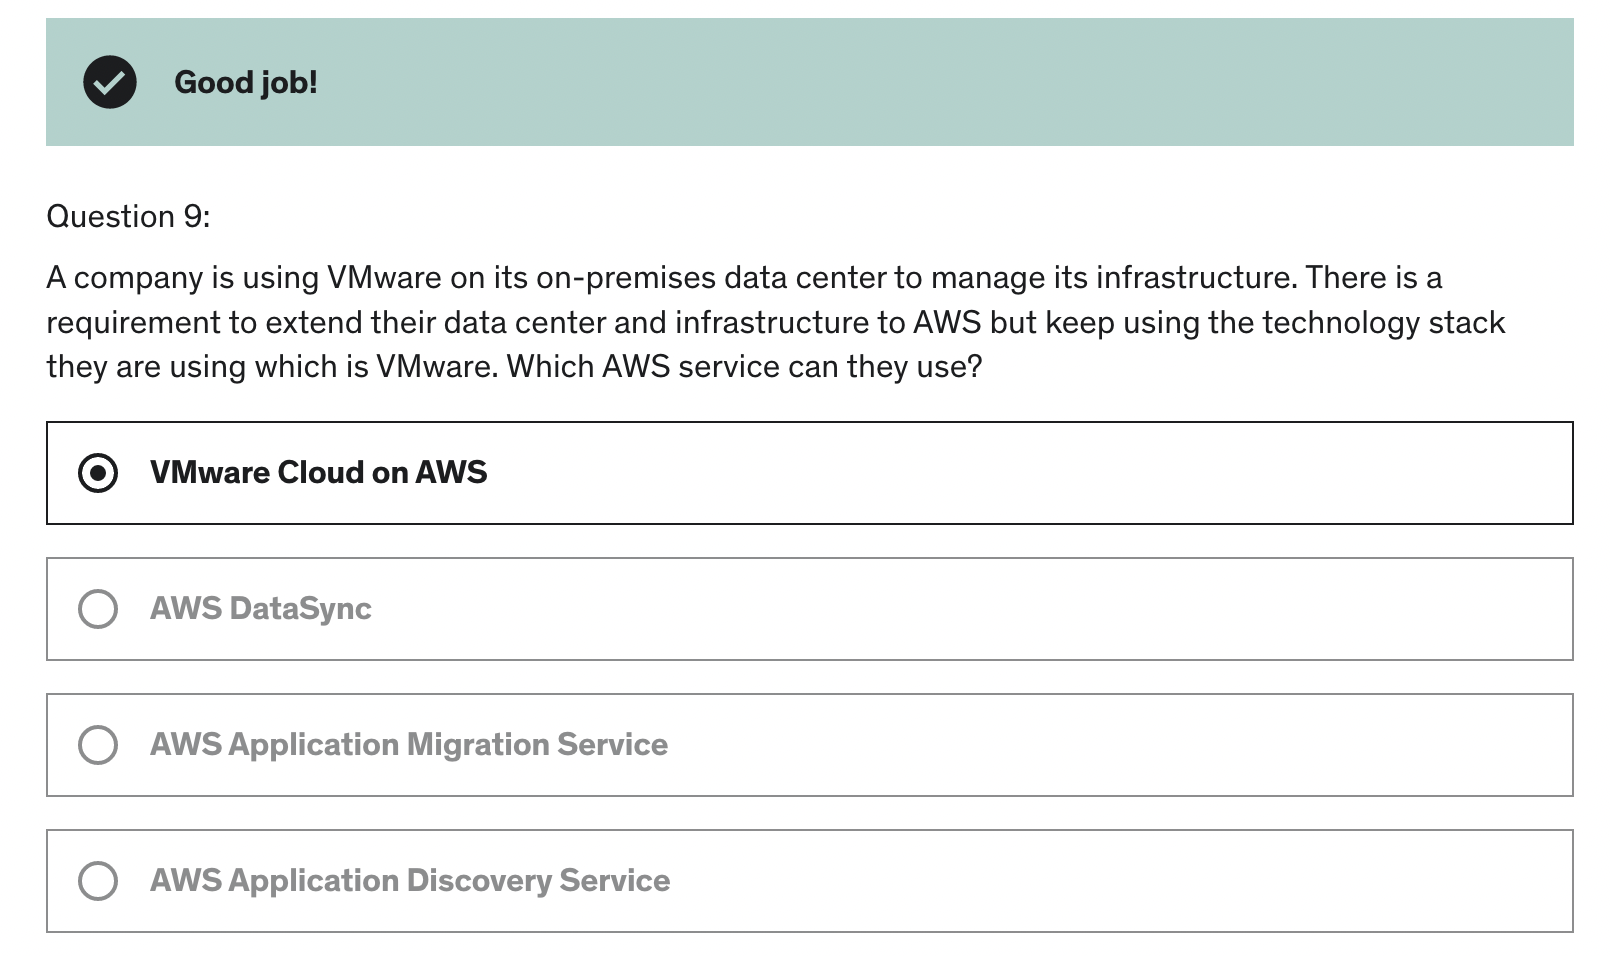 Good job!
Question 9:
A company is using VMware on its on-premises data center to manage its infrastructure. There is a
requirement to extend their data center and infrastructure to AWS but keep using the technology stack
they are using which is VMware. Which AWS service can they use?
VMware Cloud on AWS
AWS DataSync
AWS Application Migration Service
AWS Application Discovery Service